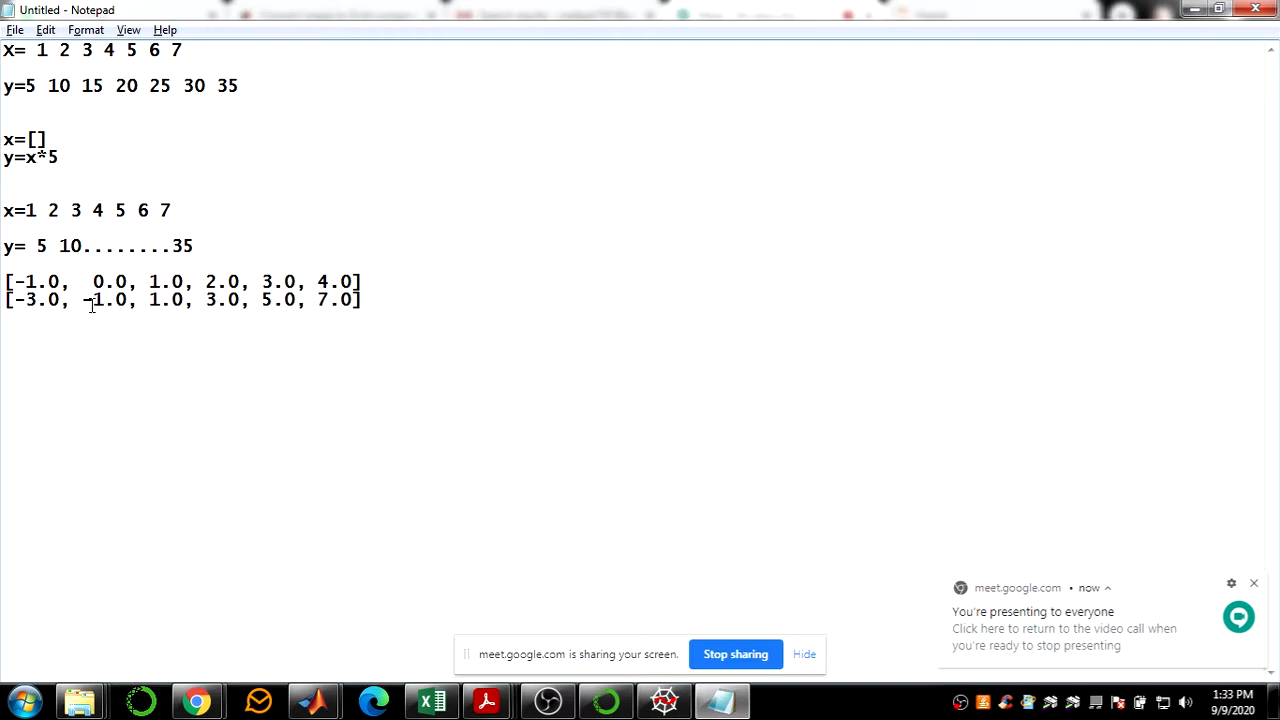 Untitled - Notepad
File Edit Format View Help
X= 1 2 3 4 5 6 7
y=5 10 15 20 25 30 35
x=[]
y=x*5
x=1 2 3 4 5 6 7
y= 5 10........35
[-1.0, 0.0, 1.0, 2.0, 3.0, 4.0]
[-3.0, -1.0, 1.0, 3.0, 5.0, 7.0]
meet.google.com • now
You're presenting to everyone
Click here to return to the video call when
you're ready to stop presenting
meet.google.com is sharing your screen. Stop sharing Hide
1:33 PM
9/9/2020